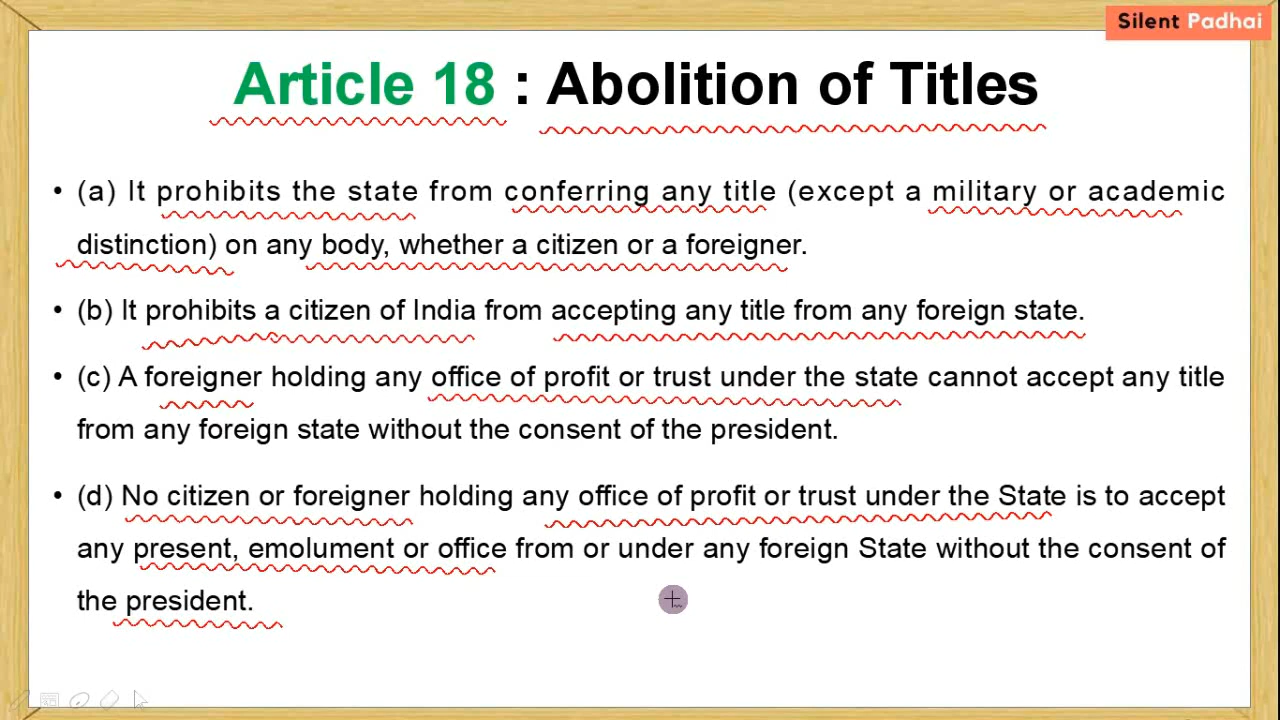 Silent Padhai
Article 18 : Abolition of Titles
• (a) It prohibits the state from conferring any title (except a military or academic
distinction) on any body, whether a citizen or a foreigner.
• (b) It prohibits a citizen of India from accepting any title from any foreign state.
• (c) A foreigner holding any office of profit or trust under the state cannot accept any title
from any foreign state without the consent of the president.
• (d) No citizen or foreigner holding any office of profit or trust under the State is to accept
any present, emolument or office from or under any foreign State without the consent of
the president.